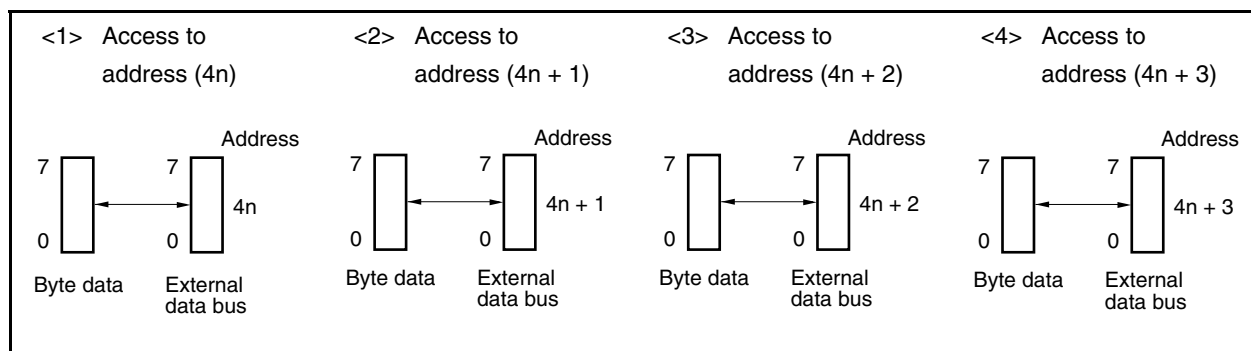 <1> Access to
address (4n)
Address
7
7
4n
0
0
Byte data
External
data bus
<2> Access to
address (4n + 1)
Address
7
7
4n + 1
0
0
Byte data
External
data bus
<3> Access to
address (4n + 2)
Address
7
7
4n + 2
0
0
Byte data
External
data bus
<4> Access to
address (4n + 3)
Address
7
7
4n + 3
0
0
Byte data
External
data bus